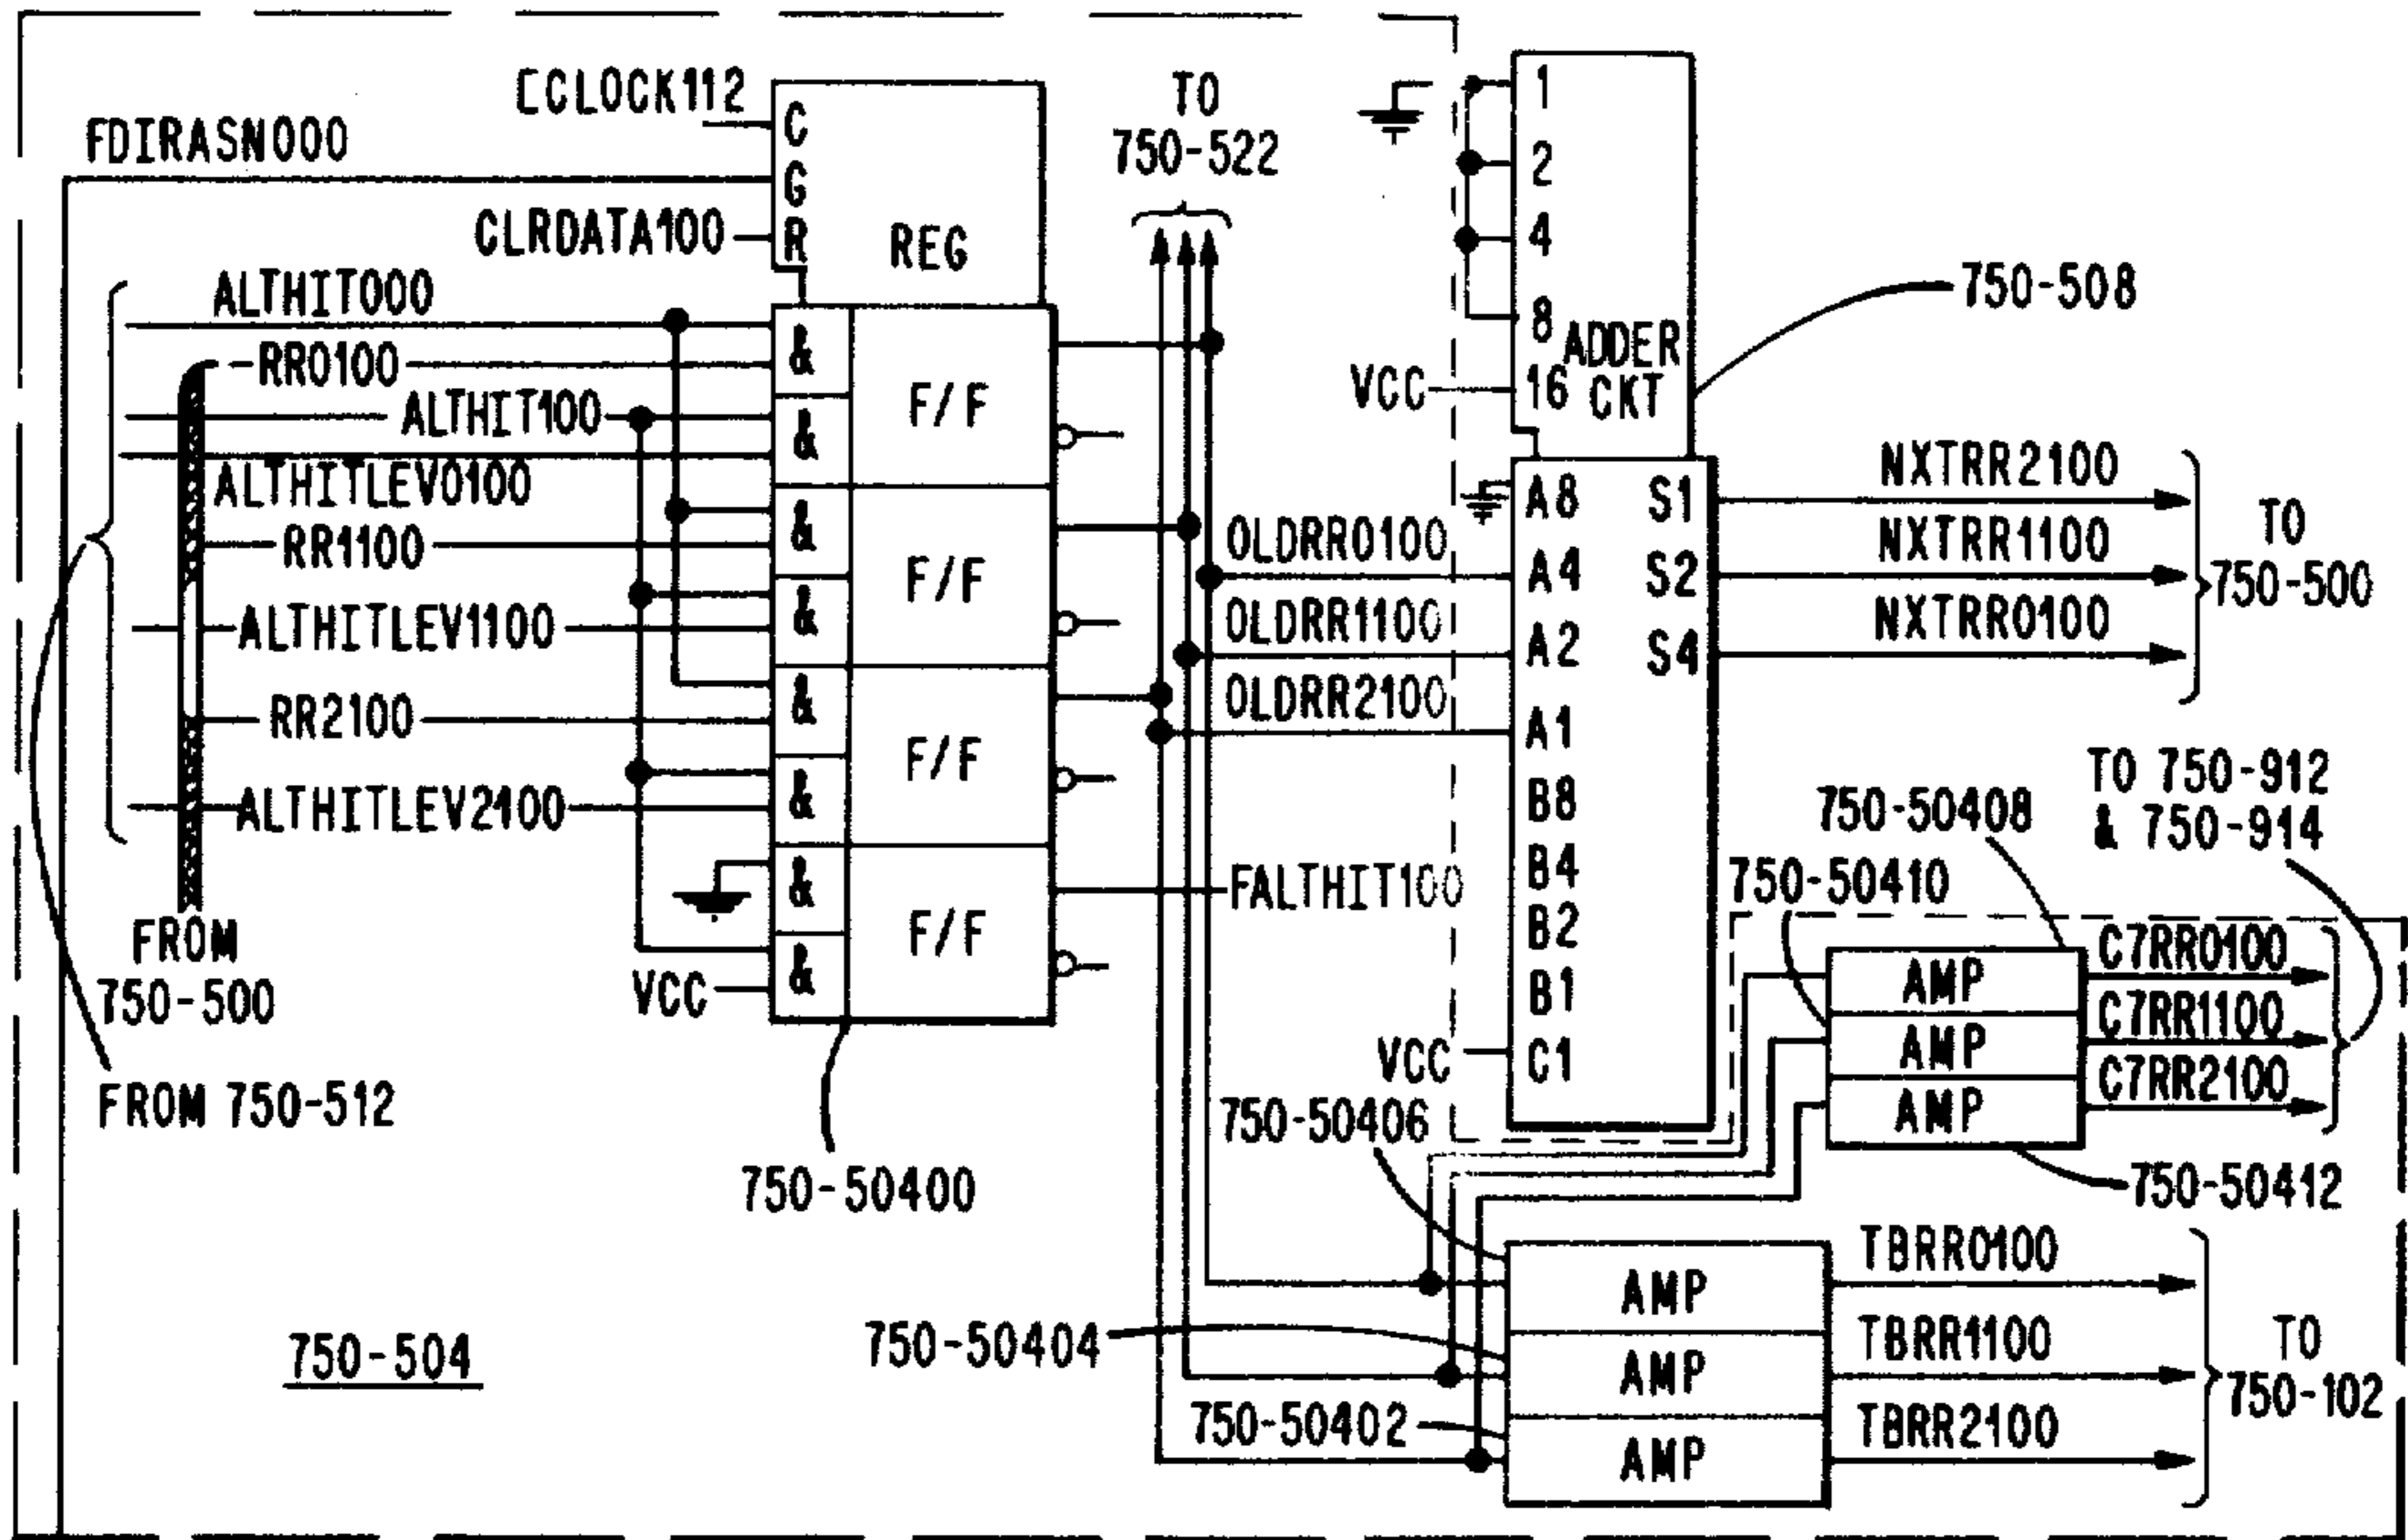 [CLOCK112
FDIRASN000
CLRDATA100
C
G
R
REG
ALTHIT000
-RR0100
ALTHIT100
ALTHITLEV0100
RR1100
ALTHITLEV1100
RR2100
ALTHITLEV2100
VCC
&
&
&
&
&
&
&
&
F/F
F/F
F/F
F/F
FROM
750-500
FROM 750-512
750-50400
750-504
TO
750-522
OLDRR0100
OLDRR1100
OLDRR2100
FALTHIT100
1
2
4
8
16
ADDER
CKT
VCC
750-508
A8
A4
A2
A1
B8
B4
B2
B1
C1
VCC
S1
S2
S4
NXTRR2100
NXTRR1100
NXTRR0100
TO
750-500
TO 750-912
& 750-914
750-50408
750-50410
AMP
AMP
AMP
C7RR0100
C7RR1100
C7RR2100
750-50412
750-50406
750-50404
750-50402
AMP
AMP
AMP
TBRR0100
TBRR1100
TBRR2100
TO
750-102